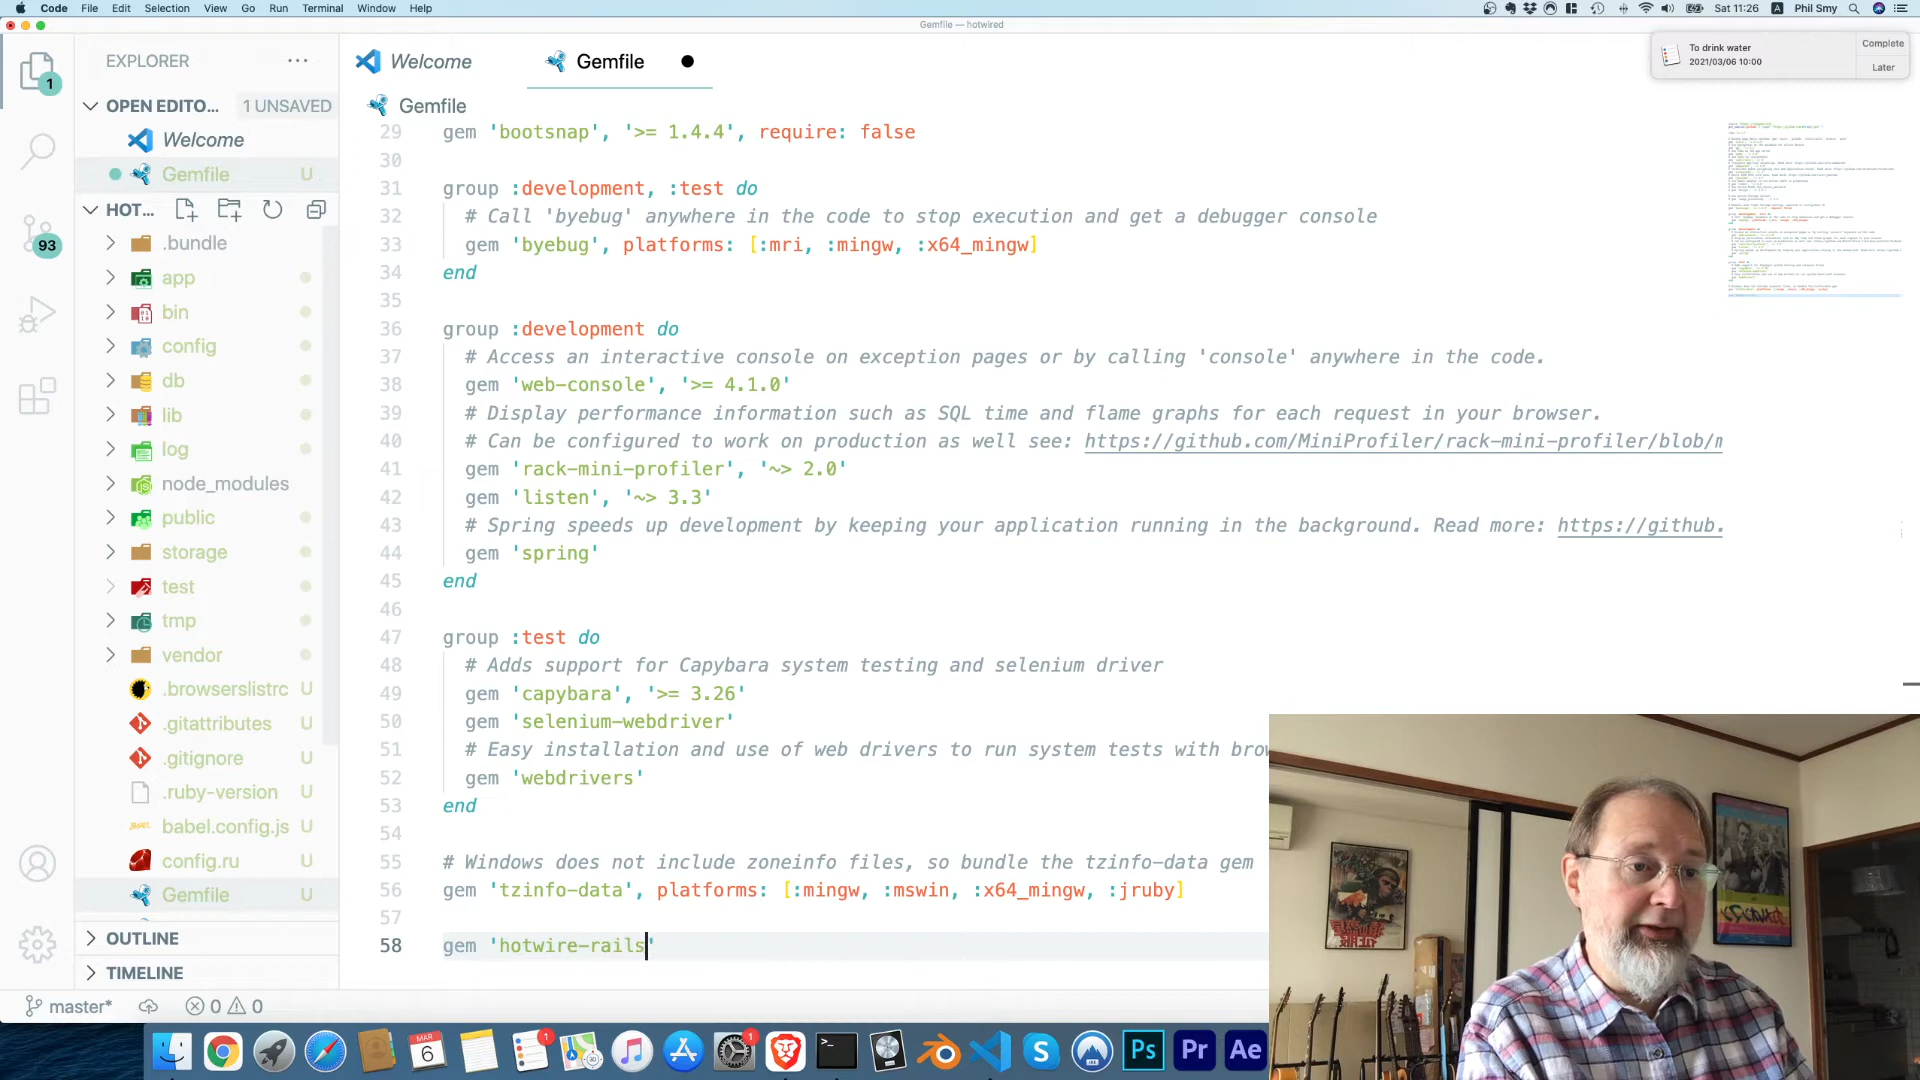 Code File Edit Selection View Go Run Terminal Window Help
Sat 11:26 A Phil Smy
Gemfile — hotwired
To drink water
2021/03/06 10:00
Complete
Later
EXPLORER
OPEN EDITO... 1 UNSAVED
Welcome
Gemfile U
HOT...
.bundle
app
bin
config
db
lib
log
node_modules
public
storage
test
tmp
vendor
.browserslistrc U
.gitattributes U
.gitignore U
.ruby-version U
babel.config.js U
config.ru U
Gemfile U
OUTLINE
TIMELINE
1
93
Welcome Gemfile
Gemfile
29 gem 'bootsnap', '>= 1.4.4', require: false
30
31 group :development, :test do
32 # Call 'byebug' anywhere in the code to stop execution and get a debugger console
33 gem 'byebug', platforms: [:mri, :mingw, :x64_mingw]
34 end
35
36 group :development do
37 # Access an interactive console on exception pages or by calling 'console' anywhere in the code.
38 gem 'web-console', '>= 4.1.0'
39 # Display performance information such as SQL time and flame graphs for each request in your browser.
40 # Can be configured to work on production as well see: https://github.com/MiniProfiler/rack-mini-profiler/blob/m
41 gem 'rack-mini-profiler', '~> 2.0'
42 gem 'listen', '~> 3.3'
43 # Spring speeds up development by keeping your application running in the background. Read more: https://github.
44 gem 'spring'
45 end
46
47 group :test do
48 # Adds support for Capybara system testing and selenium driver
49 gem 'capybara', '>= 3.26'
50 gem 'selenium-webdriver'
51 # Easy installation and use of web drivers to run system tests with bro
52 gem 'webdrivers'
53 end
54
55 # Windows does not include zoneinfo files, so bundle the tzinfo-data gem
56 gem 'tzinfo-data', platforms: [:mingw, :mswin, :x64_mingw, :jruby]
57
58 gem 'hotwire-rails'
master* 0 0
MAR
6
1
1
Ps Pr Ae